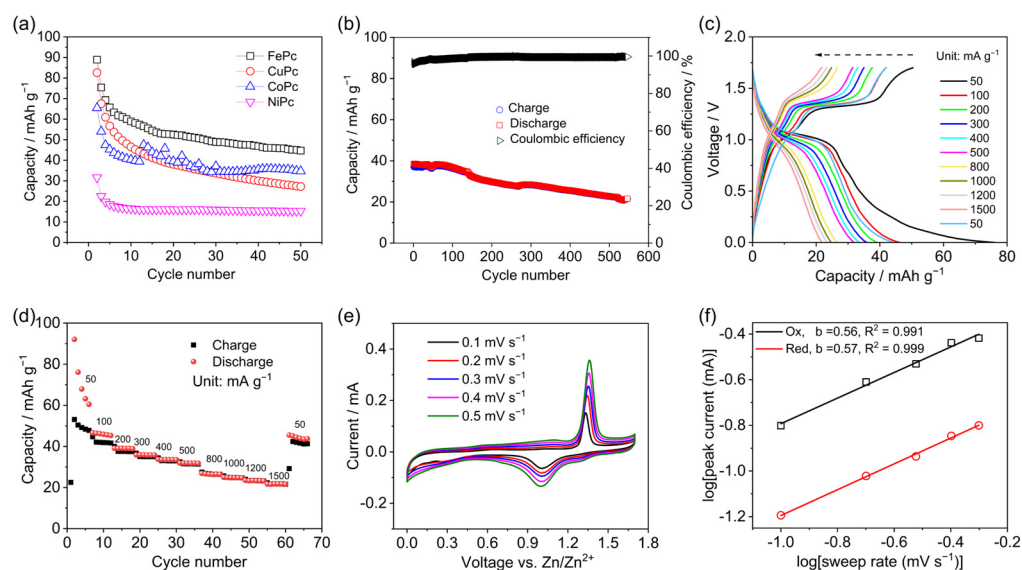 (a)
100
90
80
70
60
50
40
30
20
10
0
0 10 20 30 40 50
Capacity / mAh g⁻¹
Cycle number
FePc
CuPc
CoPc
NiPc
(b)
100
80
60
40
20
0
0 100 200 300 400 500 600
100
80
60
40
20
0
Capacity / mAh g⁻¹
Coulombic efficiency / %
Cycle number
Charge
Discharge
Coulombic efficiency
(c)
1.8
1.2
0.6
0.0
0 20 40 60 80
Voltage / V
Capacity / mAh g⁻¹
Unit: mA g⁻¹
50
100
200
300
400
500
800
1000
1200
1500
50
(d)
100
80
60
40
20
0
0 10 20 30 40 50 60 70
Capacity / mAh g⁻¹
Cycle number
Charge
Discharge
Unit: mA g⁻¹
50
100
200
300
400
500
800
1000
1200
1500
50
(e)
0.4
0.2
0.0
-0.2
0.0 0.3 0.6 0.9 1.2 1.5 1.8
Current / mA
Voltage vs. Zn/Zn²⁺
0.1 mV s⁻¹
0.2 mV s⁻¹
0.3 mV s⁻¹
0.4 mV s⁻¹
0.5 mV s⁻¹
(f)
-0.4
-0.6
-0.8
-1.0
-1.2
-1.0 -0.8 -0.6 -0.4 -0.2
log[peak current (mA)]
log[sweep rate (mV s⁻¹)]
Ox, b =0.56, R² = 0.991
Red, b =0.57, R² = 0.999